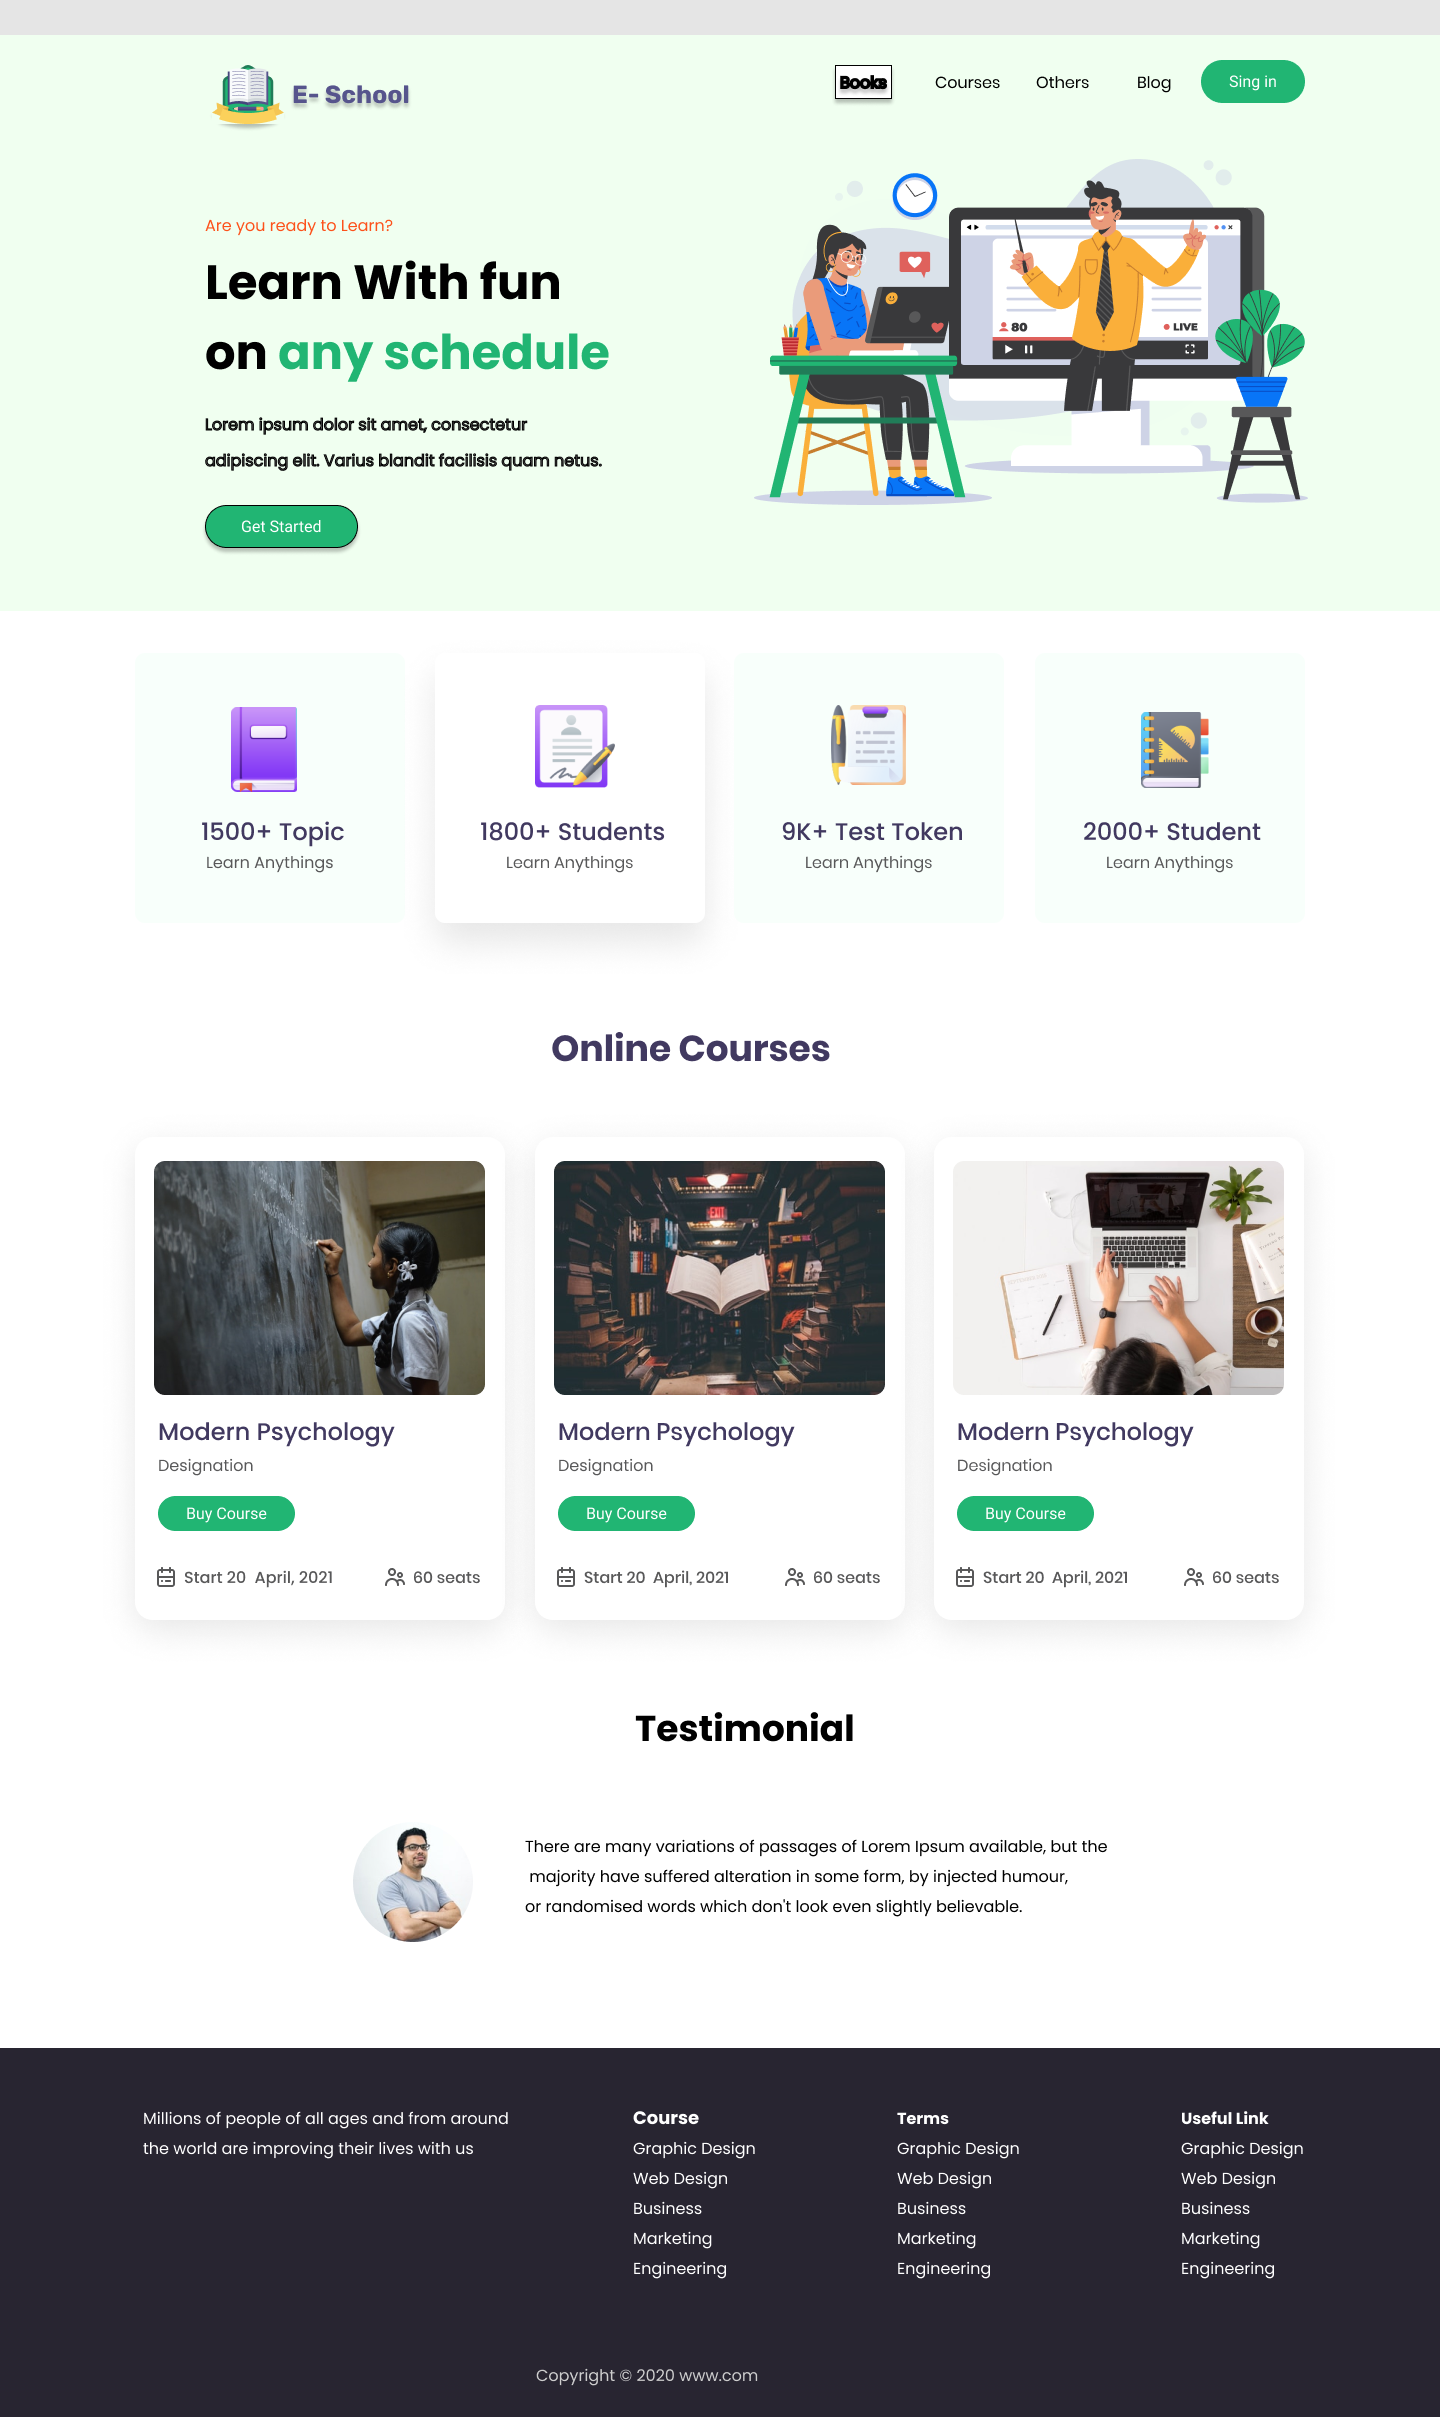 E- School
Books
Courses
Others
Blog
Sing in
Are you ready to Learn?
Learn With fun
on any schedule
Lorem ipsum dolor sit amet, consectetur
adipiscing elit. Varius blandit facilisis quam netus.
Get Started
80
LIVE
1500+ Topic
Learn Anythings
1800+ Students
Learn Anythings
9K+ Test Token
Learn Anythings
2000+ Student
Learn Anythings
Online Courses
EXIT
Modern Psychology
Designation
Buy Course
Start 20 April, 2021
60 seats
Modern Psychology
Designation
Buy Course
Start 20 April, 2021
60 seats
Modern Psychology
Designation
Buy Course
Start 20 April, 2021
60 seats
Testimonial
There are many variations of passages of Lorem Ipsum available, but the
majority have suffered alteration in some form, by injected humour,
or randomised words which don't look even slightly believable.
Millions of people of all ages and from around
the world are improving their lives with us
Course
Graphic Design
Web Design
Business
Marketing
Engineering
Terms
Graphic Design
Web Design
Business
Marketing
Engineering
Useful Link
Graphic Design
Web Design
Business
Marketing
Engineering
Copyright © 2020 www.com